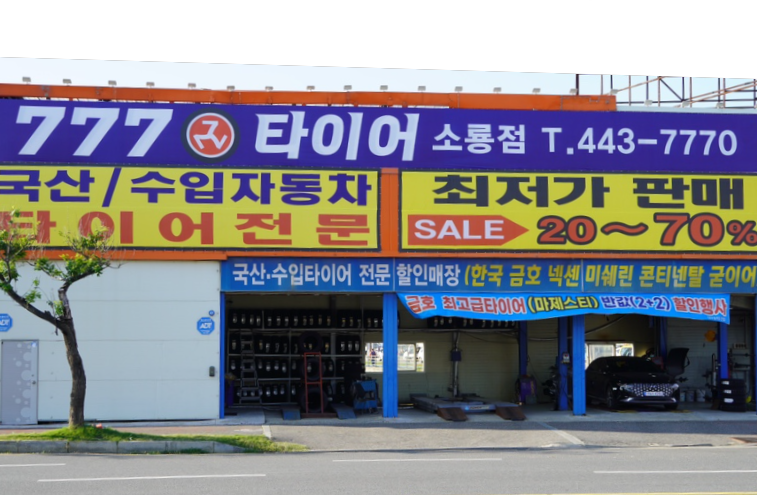 777 타이어 소룡점 T.443-7770
국산/수입자동차
타이어전문
최저가 판매
SALE 20~70%
국산.수입타이어 전문 할인매장 (한국 금호 넥센 미쉐린 콘티넨탈 굳이어
금호 최고급타이어 (마제스티) 반값(2+2) 할인행사
ADT
ADT